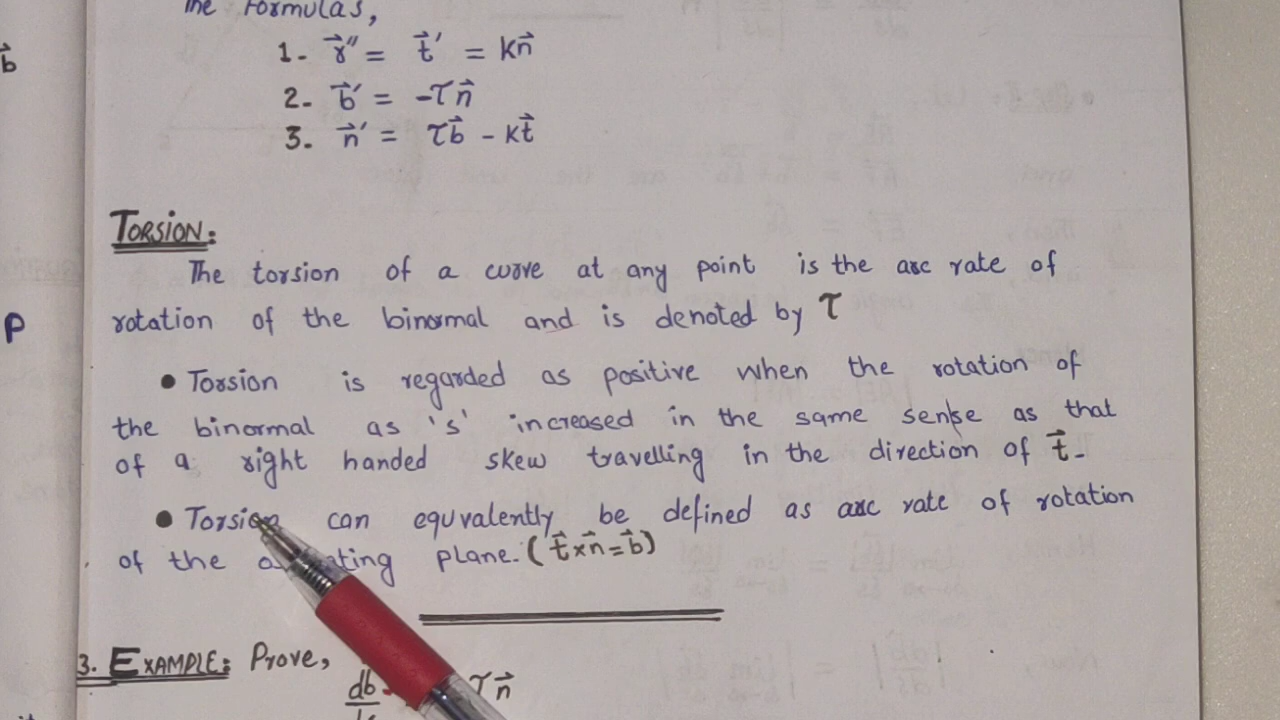 b⃗
P
The Formulas,
1. r⃗″ = t⃗′ = kn⃗
2. b⃗′ = -τn⃗
3. n⃗′ = τb⃗ - kt⃗
TORSION:
The torsion of a curve at any point is the arc rate of
rotation of the binormal and is denoted by τ
• Torsion is regarded as positive when the rotation of
the binormal as 's' increased in the same sense as that
of a right handed skew travelling in the direction of t⃗.
• Torsion can equvalently be defined as arc rate of rotation
of the plane. (t⃗×n⃗=b⃗)
3. EXAMPLE: Prove,
db τn⃗